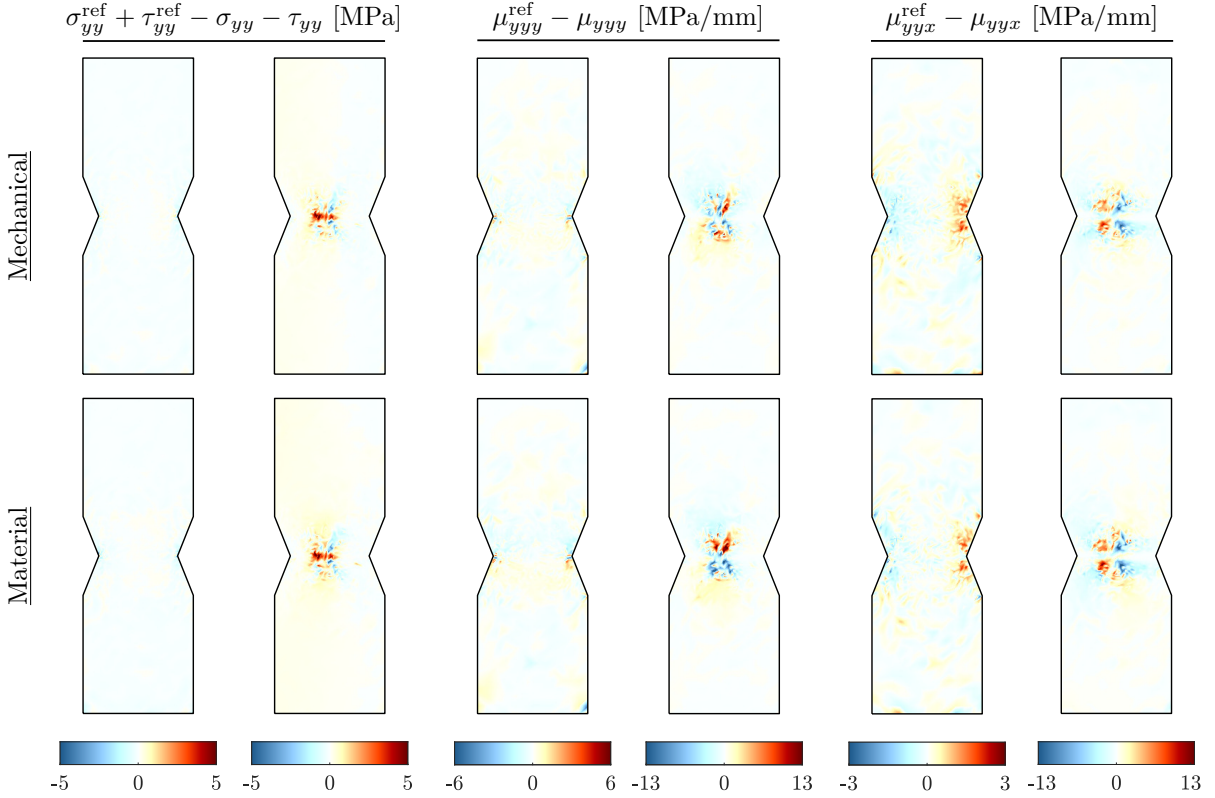 σ_yy^ref + τ_yy^ref − σ_yy − τ_yy [MPa]
μ_yyy^ref − μ_yyy [MPa/mm]
μ_yyx^ref − μ_yyx [MPa/mm]
Mechanical
Material
-5 0 5
-5 0 5
-6 0 6
-13 0 13
-3 0 3
-13 0 13